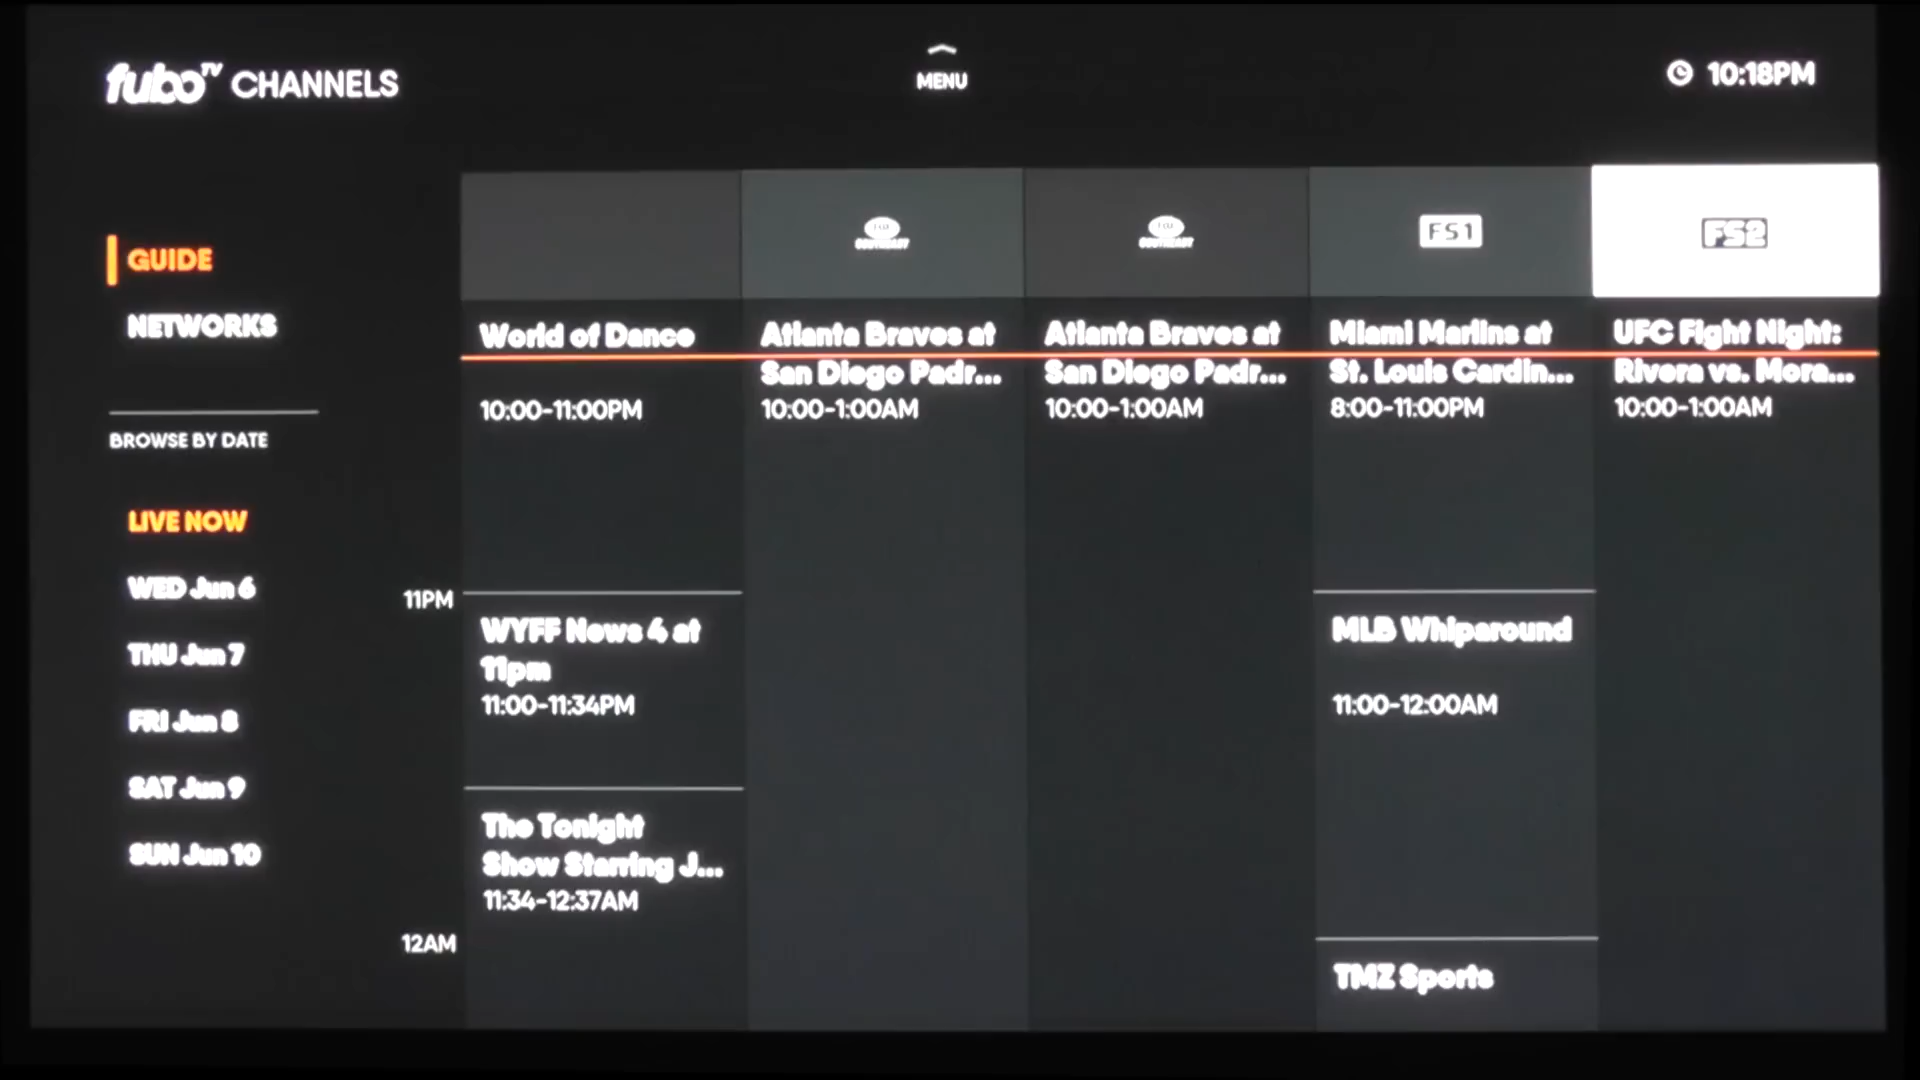 fuboTV CHANNELS
MENU
10:18PM
GUIDE
NETWORKS
BROWSE BY DATE
LIVE NOW
WED Jun 6
THU Jun 7
FRI Jun 8
SAT Jun 9
SUN Jun 10
11PM
12AM
World of Dance
10:00-11:00PM
WYFF News 4 at
11pm
11:00-11:34PM
The Tonight
Show Starring J...
11:34-12:37AM
SOUTHEAST
Atlanta Braves at
San Diego Padr...
10:00-1:00AM
SOUTHEAST
Atlanta Braves at
San Diego Padr...
10:00-1:00AM
FS1
Miami Marlins at
St. Louis Cardin...
8:00-11:00PM
MLB Whiparound
11:00-12:00AM
TMZ Sports
FS2
UFC Fight Night:
Rivera vs. Mora...
10:00-1:00AM